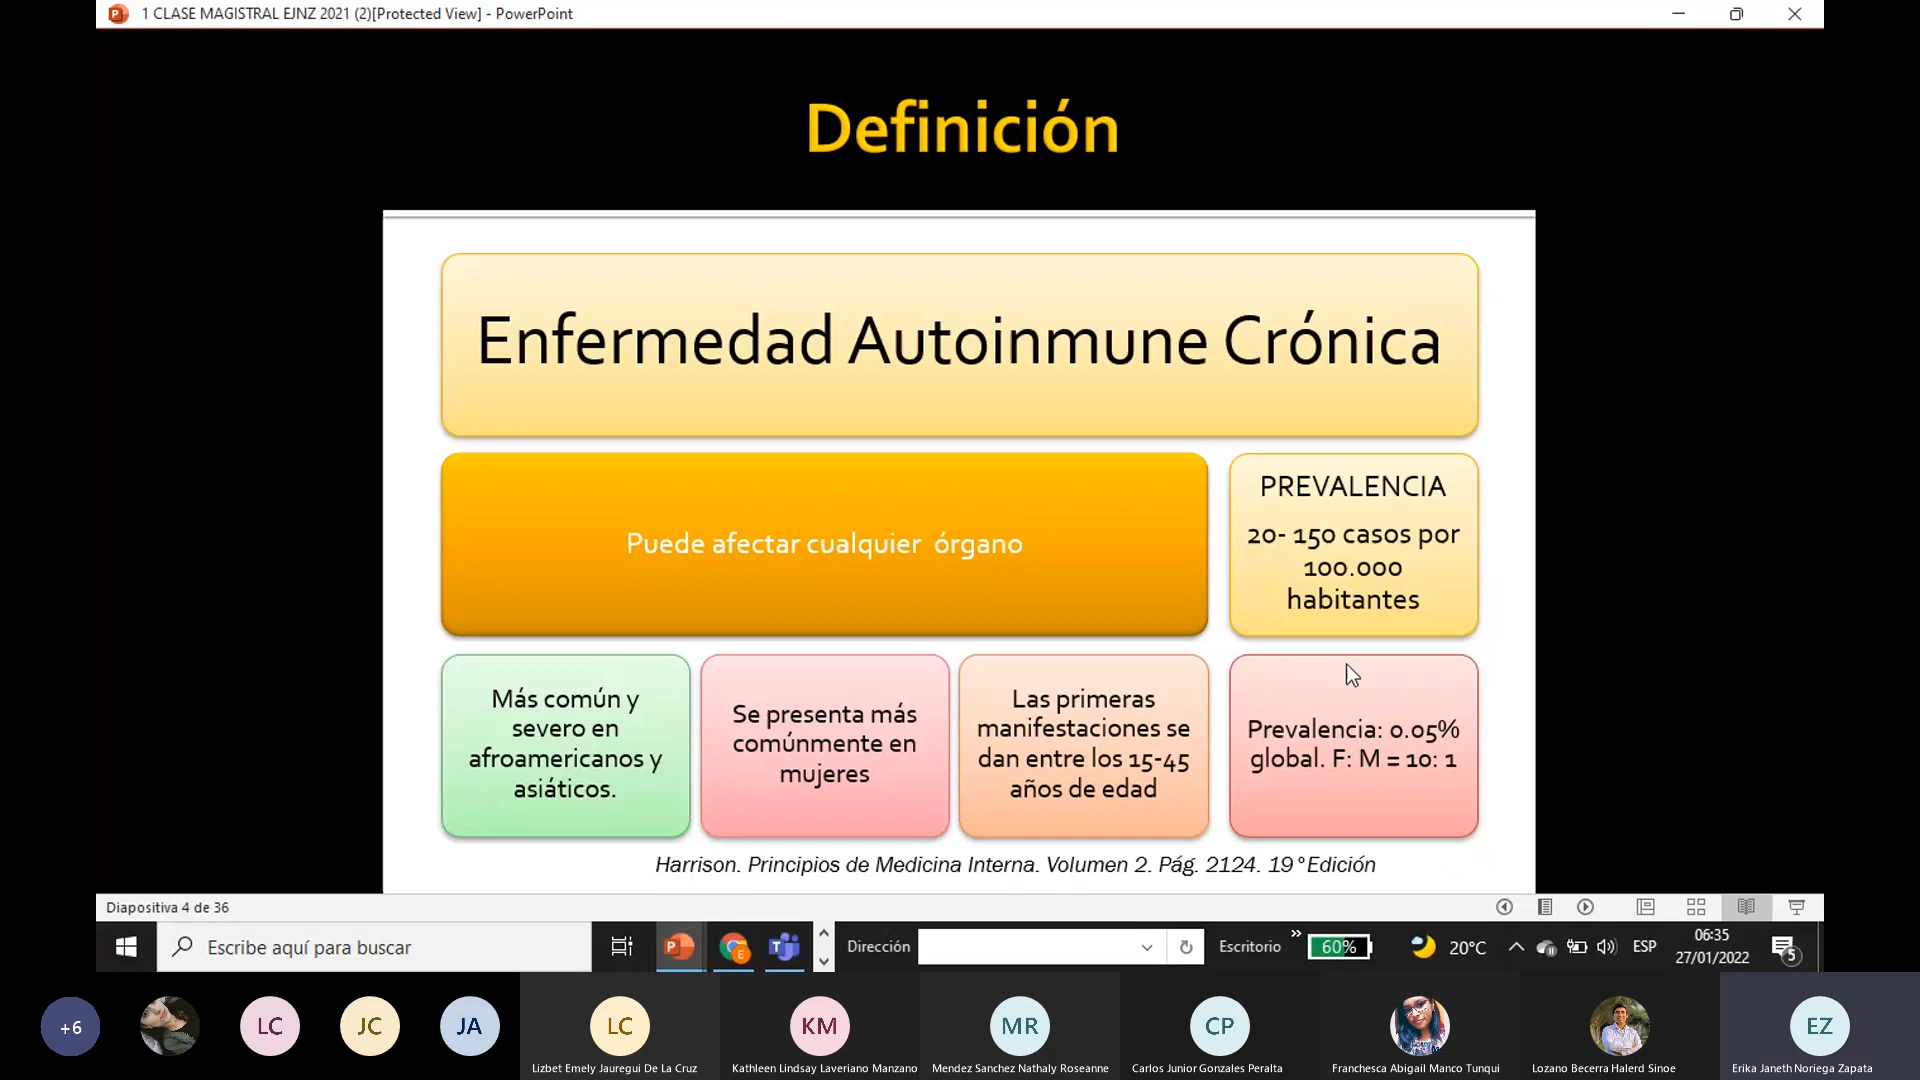 1 CLASE MAGISTRAL EJNZ 2021 (2)[Protected View] - PowerPoint
Definición
Enfermedad Autoinmune Crónica
Puede afectar cualquier órgano
PREVALENCIA
20- 150 casos por
100.000
habitantes
Más común y
severo en
afroamericanos y
asiáticos.
Se presenta más
comúnmente en
mujeres
Las primeras
manifestaciones se
dan entre los 15-45
años de edad
Prevalencia: 0.05%
global. F: M = 10: 1
Harrison. Principios de Medicina Interna. Volumen 2. Pág. 2124. 19°Edición
Diapositiva 4 de 36
Escribe aquí para buscar
Dirección
Escritorio
60%
20°C
ESP
06:35
27/01/2022
5
+6
LC
JC
JA
LC
KM
MR
CP
EZ
Lizbet Emely Jauregui De La Cruz
Kathleen Lindsay Laveriano Manzano
Mendez Sanchez Nathaly Roseanne
Carlos Junior Gonzales Peralta
Franchesca Abigail Manco Tunqui
Lozano Becerra Halerd Sinoe
Erika Janeth Noriega Zapata